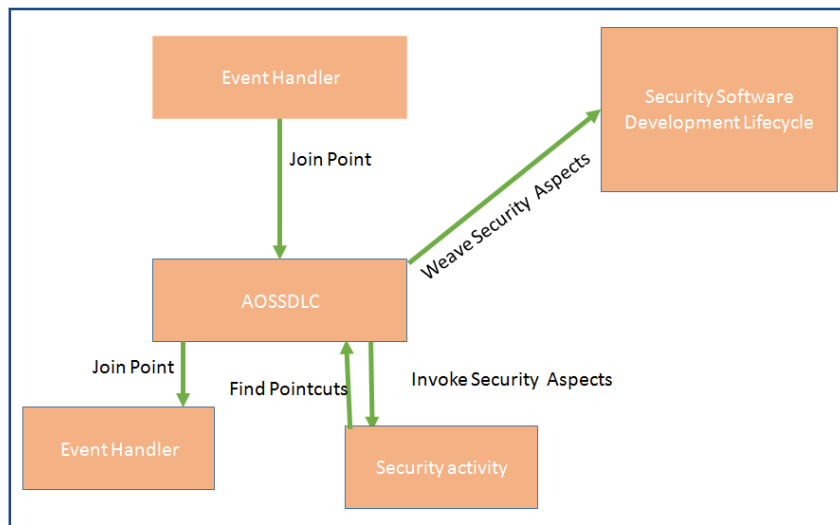 Event Handler
Security Software
Development Lifecycle
Join Point
Weave Security Aspects
AOSSDLC
Join Point
Find Pointcuts
Invoke Security Aspects
Event Handler
Security activity